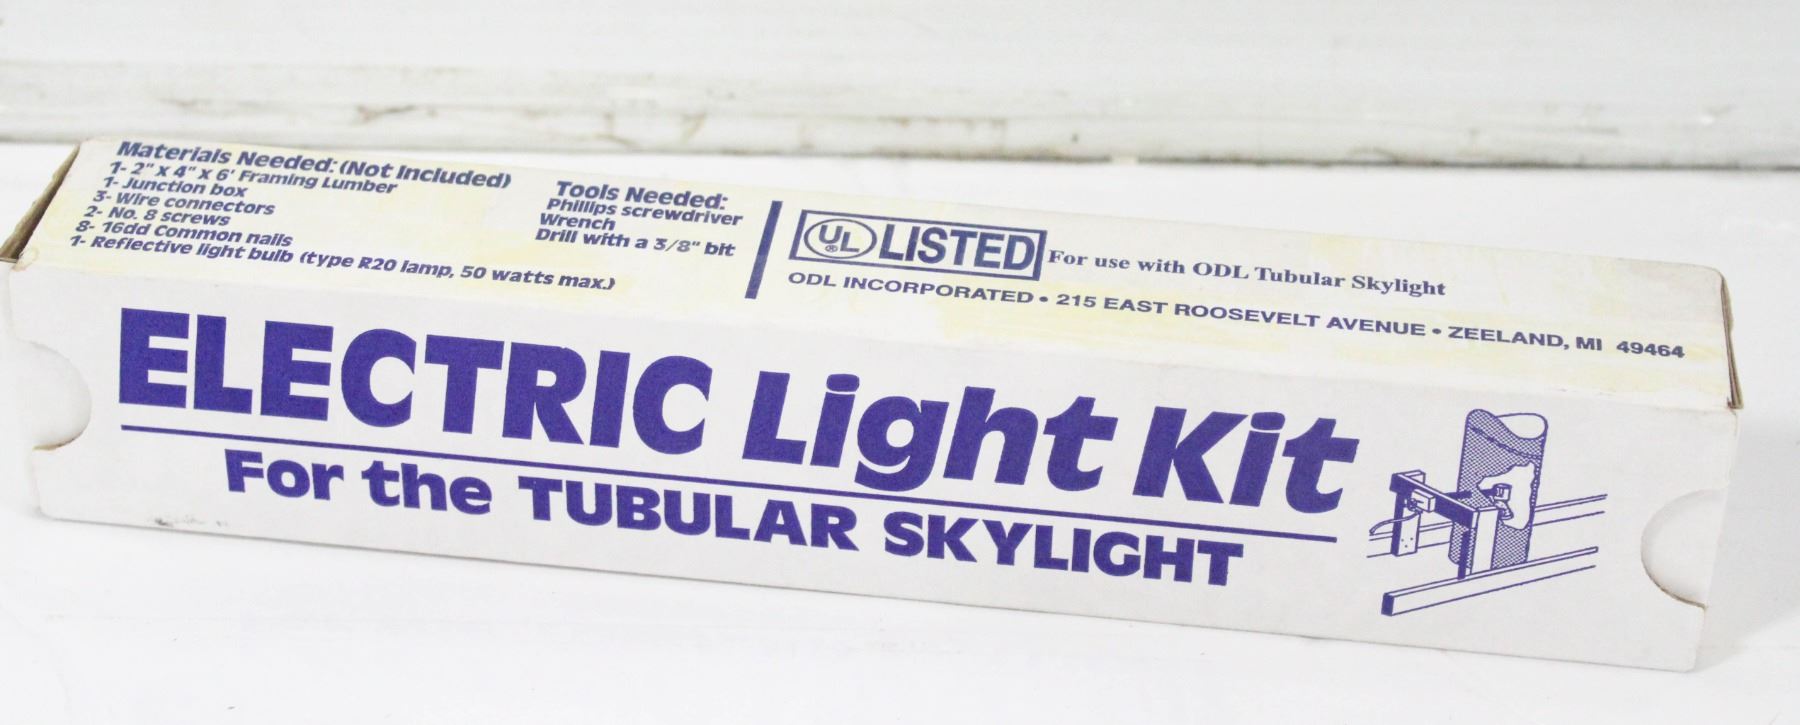 Materials Needed: (Not Included)
1- 2" X 4" X 6' Framing Lumber
1- Junction box
3- Wire connectors
2- No. 8 screws
8- 16dd Common nails
1- Reflective light bulb (type R20 lamp, 50 watts max.)
Tools Needed:
Phillips screwdriver
Wrench
Drill with a 3/8" bit
UL ® LISTED For use with ODL Tubular Skylight
ODL INCORPORATED • 215 EAST ROOSEVELT AVENUE • ZEELAND, MI 49464
ELECTRIC Light Kit
For the TUBULAR SKYLIGHT